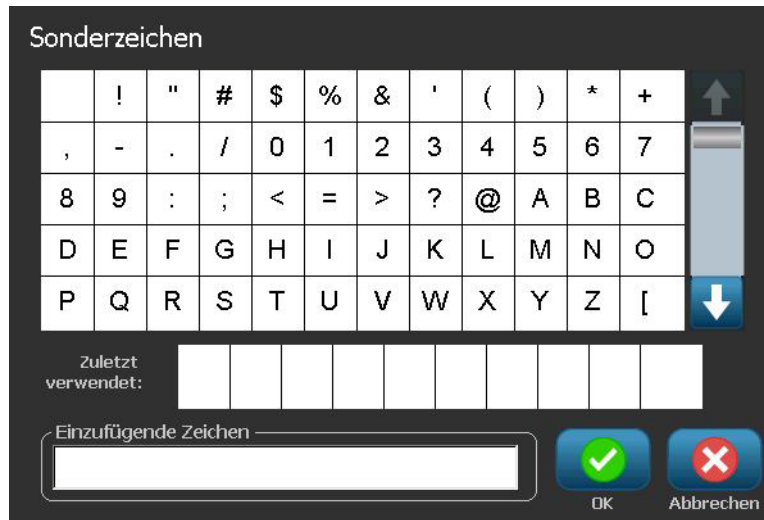 Sonderzeichen
! " # $ % & ' ( ) * +
, - . / 0 1 2 3 4 5 6 7
8 9 : ; < = > ? @ A B C
D E F G H I J K L M N O
P Q R S T U V W X Y Z [
Zuletzt
verwendet:
Einzufügende Zeichen
OK Abbrechen